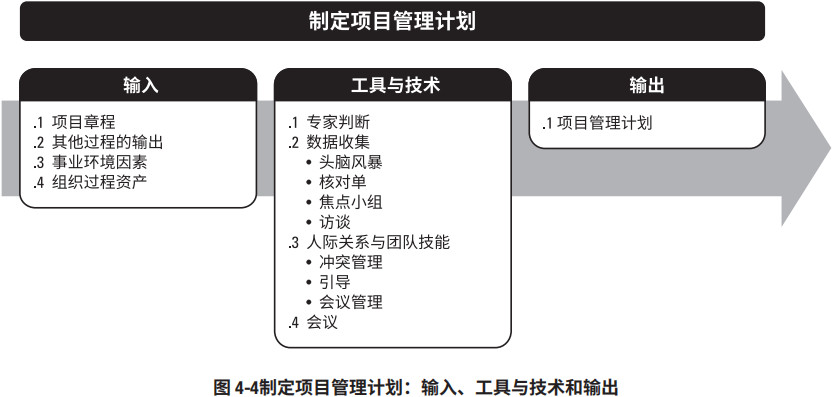 制定项目管理计划
输入
.1 项目章程
.2 其他过程的输出
.3 事业环境因素
.4 组织过程资产
工具与技术
.1 专家判断
.2 数据收集
• 头脑风暴
• 核对单
• 焦点小组
• 访谈
.3 人际关系与团队技能
• 冲突管理
• 引导
• 会议管理
.4 会议
输出
.1 项目管理计划
图 4-4制定项目管理计划：输入、工具与技术和输出